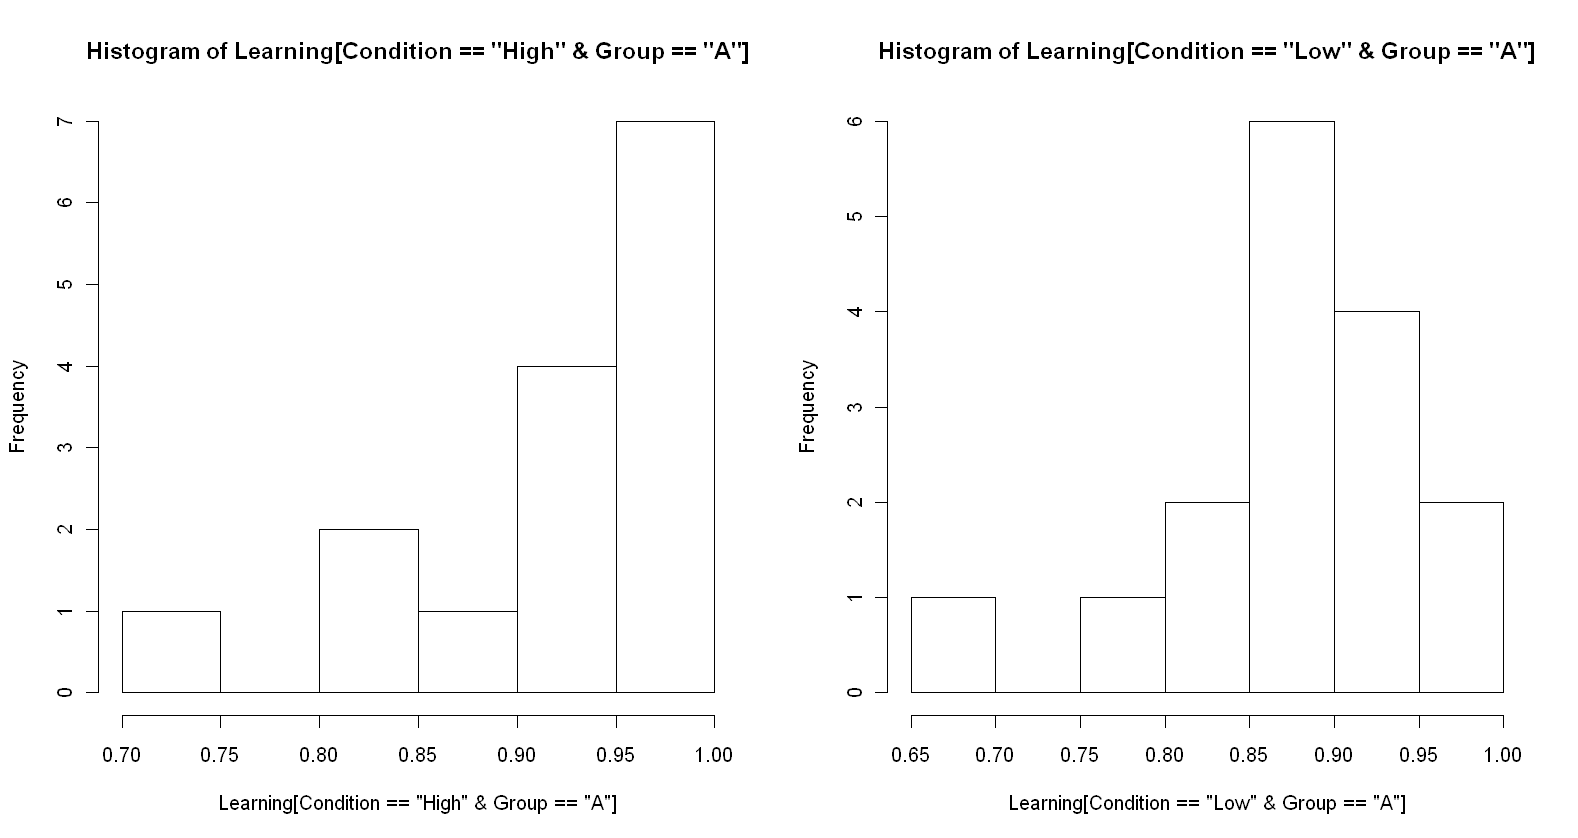 Histogram of Learning[Condition == "High" & Group == "A"]
7
6
5
4
3
2
1
0
Frequency
0.70 0.75 0.80 0.85 0.90 0.95 1.00
Learning[Condition == "High" & Group == "A"]
Histogram of Learning[Condition == "Low" & Group == "A"]
6
5
4
3
2
1
0
Frequency
0.65 0.70 0.75 0.80 0.85 0.90 0.95 1.00
Learning[Condition == "Low" & Group == "A"]